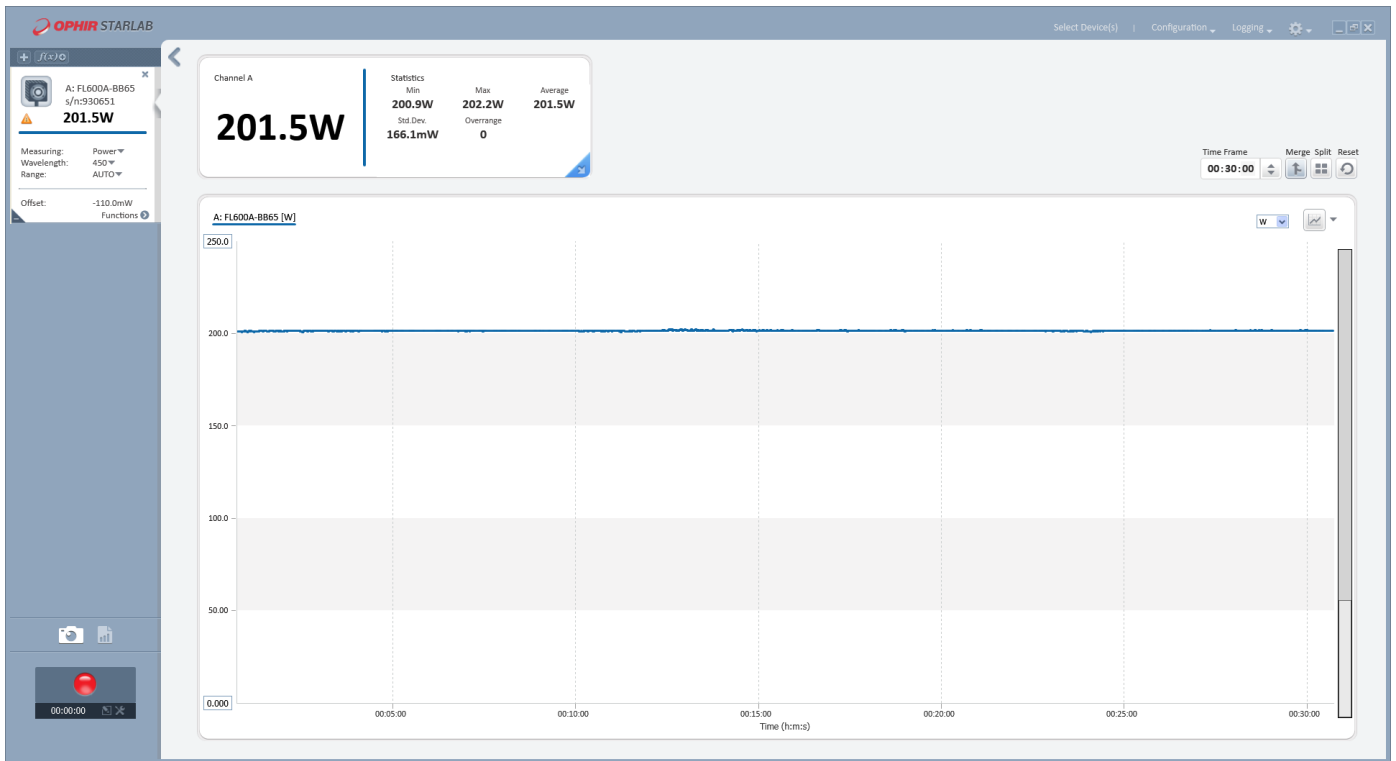 OPHIR STARLAB
Select Device(s) | Configuration Logging
f(x)
A: FL600A-BB65
s/n:930651
201.5W
Measuring: Power
Wavelength: 450
Range: AUTO
Offset: -110.0mW
Functions
00:00:00
Channel A
201.5W
Statistics
Min Max Average
200.9W 202.2W 201.5W
Std.Dev. Overrange
166.1mW 0
Time Frame Merge Split Reset
00:30:00
A: FL600A-BB65 [W]
W
250.0
200.0
150.0
100.0
50.00
0.000
00:05:00 00:10:00 00:15:00 00:20:00 00:25:00 00:30:00
Time (h:m:s)